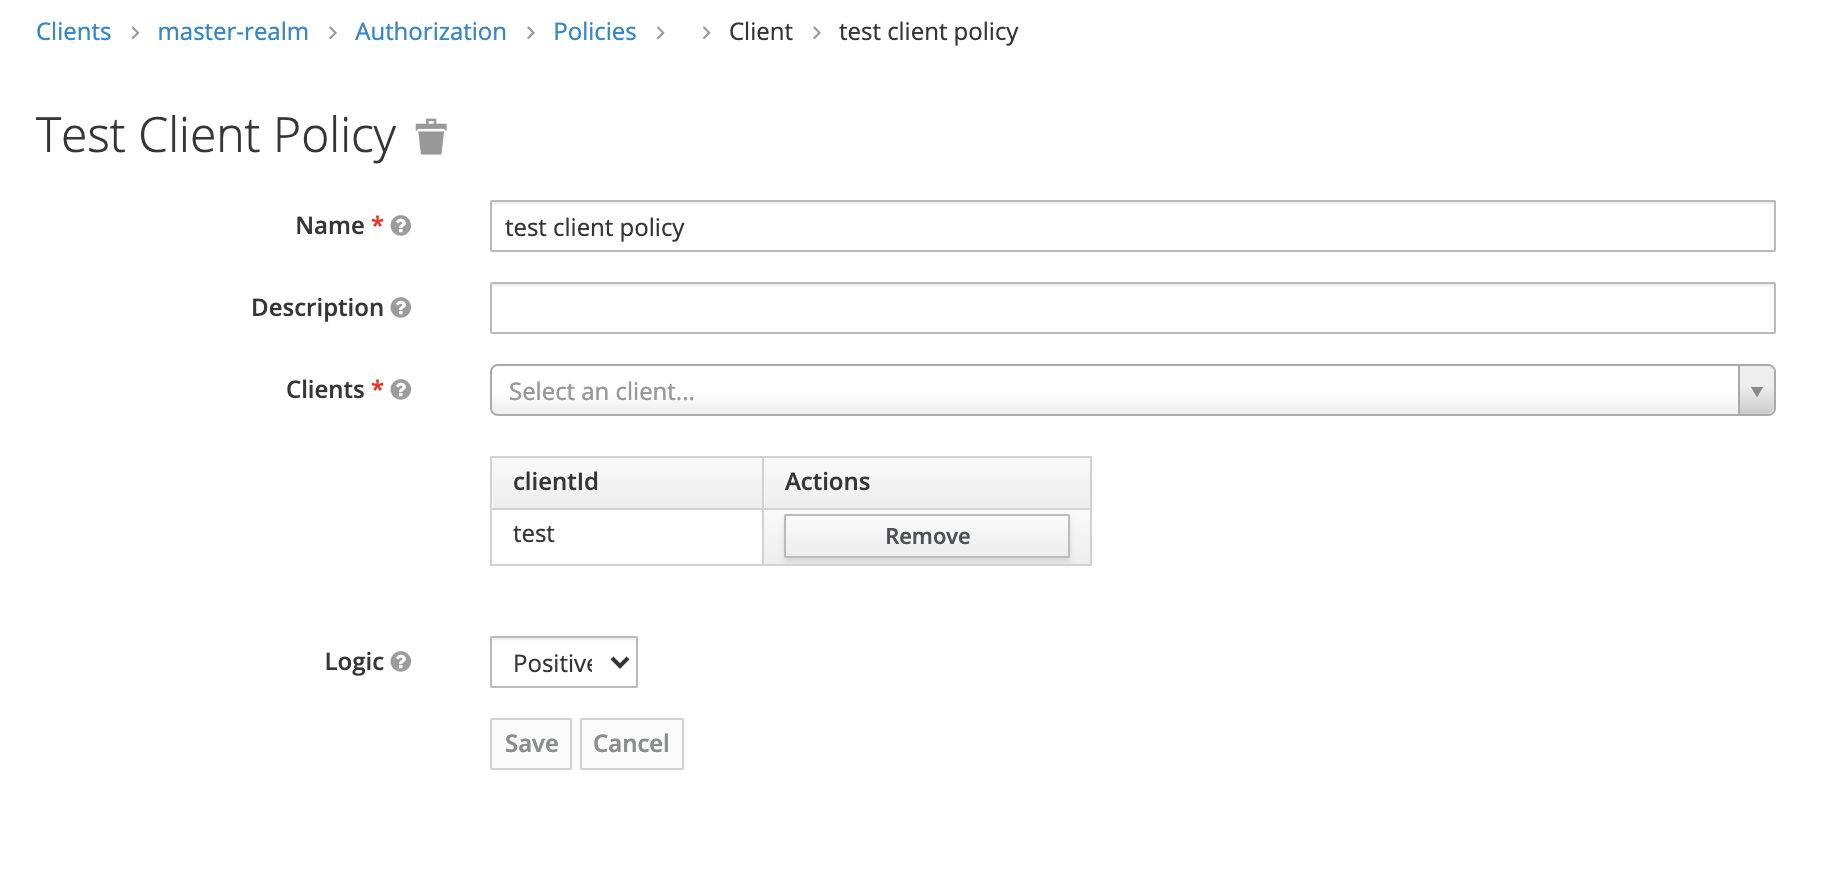 Clients > master-realm > Authorization > Policies > > Client > test client policy
Test Client Policy
Name * ?
test client policy
Description ?
Clients * ?
Select an client...
clientId Actions
test Remove
Logic ?
Positive
Save Cancel